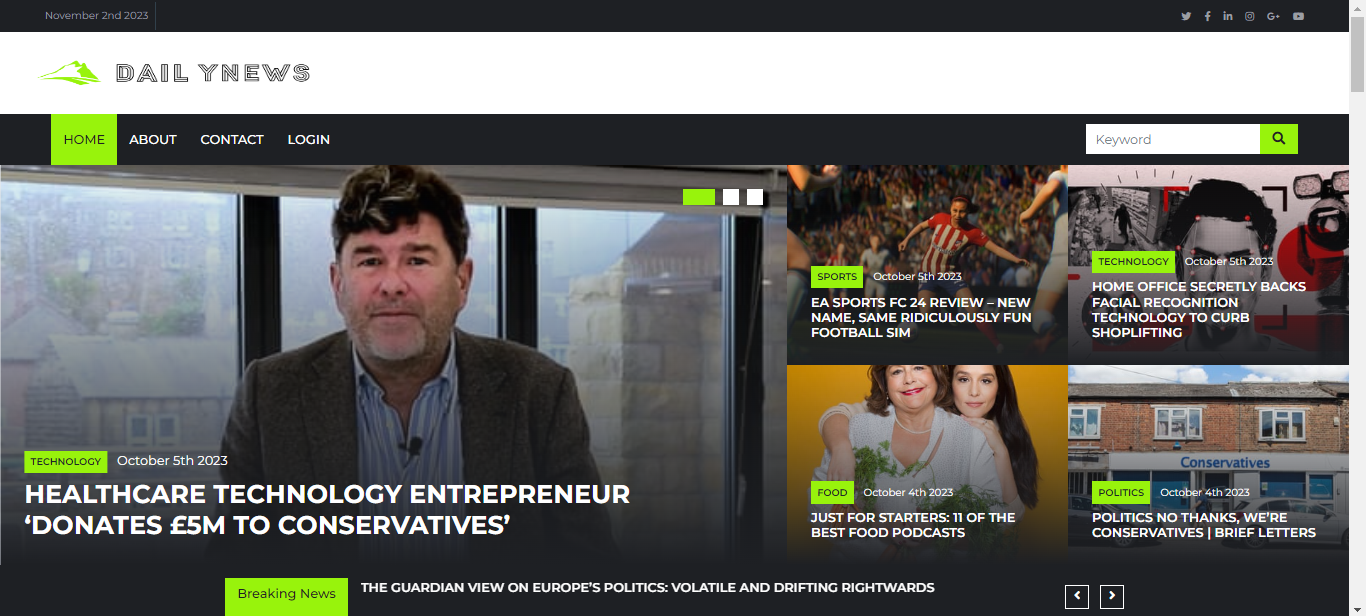 November 2nd 2023
DAILYNEWS
HOME ABOUT CONTACT LOGIN
Keyword
TECHNOLOGY October 5th 2023
HEALTHCARE TECHNOLOGY ENTREPRENEUR
‘DONATES £5M TO CONSERVATIVES’
SPORTS October 5th 2023
EA SPORTS FC 24 REVIEW – NEW
NAME, SAME RIDICULOUSLY FUN
FOOTBALL SIM
TECHNOLOGY October 5th 2023
HOME OFFICE SECRETLY BACKS
FACIAL RECOGNITION
TECHNOLOGY TO CURB
SHOPLIFTING
FOOD October 4th 2023
JUST FOR STARTERS: 11 OF THE
BEST FOOD PODCASTS
Conservatives
POLITICS October 4th 2023
POLITICS NO THANKS, WE’RE
CONSERVATIVES | BRIEF LETTERS
Breaking News
THE GUARDIAN VIEW ON EUROPE’S POLITICS: VOLATILE AND DRIFTING RIGHTWARDS